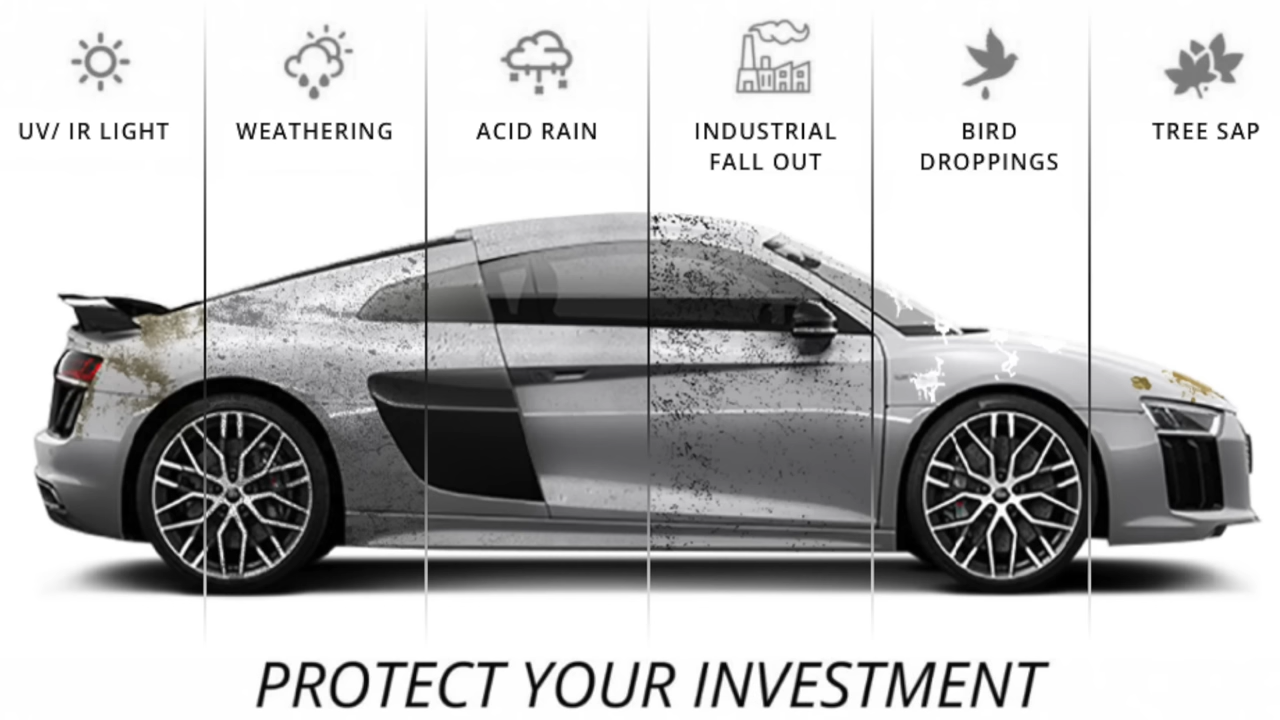 UV/ IR LIGHT
WEATHERING
ACID RAIN
INDUSTRIAL
FALL OUT
BIRD
DROPPINGS
TREE SAP
PROTECT YOUR INVESTMENT